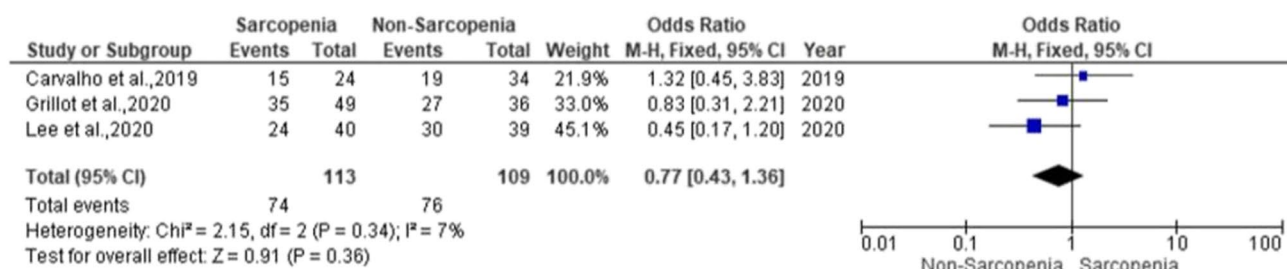 Sarcopenia Non-Sarcopenia Odds Ratio Odds Ratio
Study or Subgroup Events Total Events Total Weight M-H, Fixed, 95% CI Year M-H, Fixed, 95% CI
Carvalho et al.,2019 15 24 19 34 21.9% 1.32 [0.45, 3.83] 2019
Grillot et al.,2020 35 49 27 36 33.0% 0.83 [0.31, 2.21] 2020
Lee et al.,2020 24 40 30 39 45.1% 0.45 [0.17, 1.20] 2020
Total (95% CI) 113 109 100.0% 0.77 [0.43, 1.36]
Total events 74 76
Heterogeneity: Chi² = 2.15, df = 2 (P = 0.34); I² = 7%
Test for overall effect: Z = 0.91 (P = 0.36)
0.01 0.1 1 10 100
Non-Sarcopenia Sarcopenia